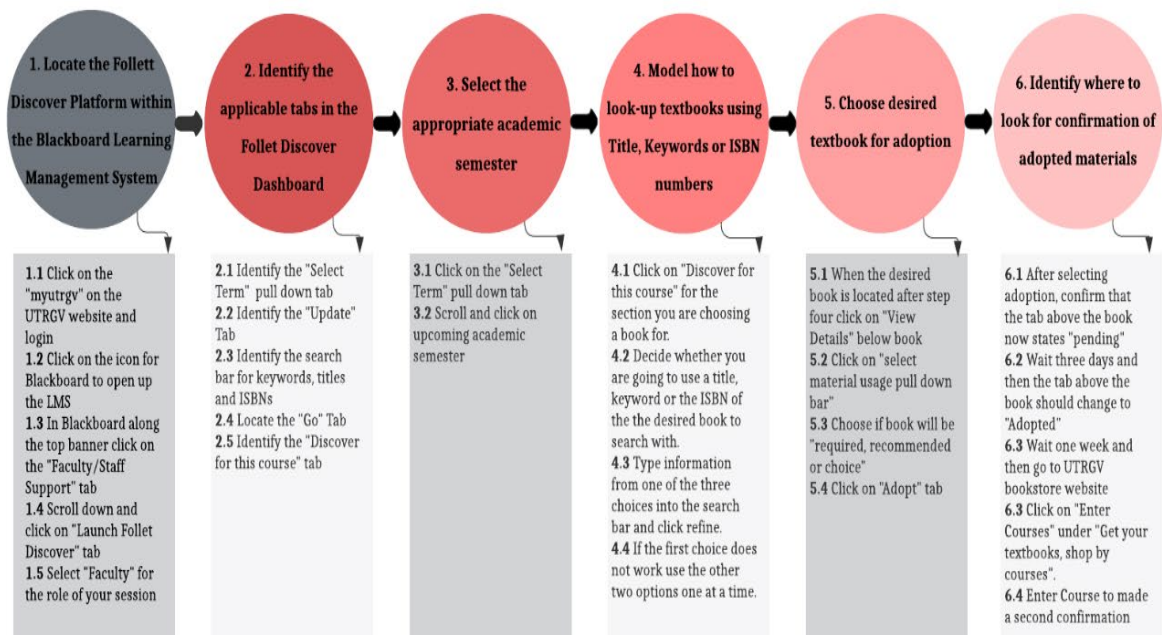 1. Locate the Follett
Discover Platform within
the Blackboard Learning
Management System
2. Identify the
applicable tabs in the
Follet Discover
Dashboard
3. Select the
appropriate academic
semester
4. Model how to
look-up textbooks using
Title, Keywords or ISBN
numbers
5. Choose desired
textbook for adoption
6. Identify where to
look for confirmation of
adopted materials
1.1 Click on the
"myutrgv" on the
UTRGV website and
login
1.2 Click on the icon for
Blackboard to open up
the LMS
1.3 In Blackboard along
the top banner click on
the "Faculty/Staff
Support" tab
1.4 Scroll down and
click on "Launch Follet
Discover" tab
1.5 Select "Faculty" for
the role of your session
2.1 Identify the "Select
Term" pull down tab
2.2 Identify the "Update"
Tab
2.3 Identify the search
bar for keywords, titles
and ISBNs
2.4 Locate the "Go" Tab
2.5 Identify the "Discover
for this course" tab
3.1 Click on the "Select
Term" pull down tab
3.2 Scroll and click on
upcoming academic
semester
4.1 Click on "Discover for
this course" for the
section you are choosing
a book for.
4.2 Decide whether you
are going to use a title,
keyword or the ISBN of
the the desired book to
search with.
4.3 Type information
from one of the three
choices into the search
bar and click refine.
4.4 If the first choice does
not work use the other
two options one at a time.
5.1 When the desired
book is located after step
four click on "View
Details" below book
5.2 Click on "select
material usage pull down
bar"
5.3 Choose if book will be
"required, recommended
or choice"
5.4 Click on "Adopt" tab
6.1 After selecting
adoption, confirm that
the tab above the book
now states "pending"
6.2 Wait three days and
then the tab above the
book should change to
"Adopted"
6.3 Wait one week and
then go to UTRGV
bookstore website
6.3 Click on "Enter
Courses" under "Get your
textbooks, shop by
courses".
6.4 Enter Course to made
a second confirmation